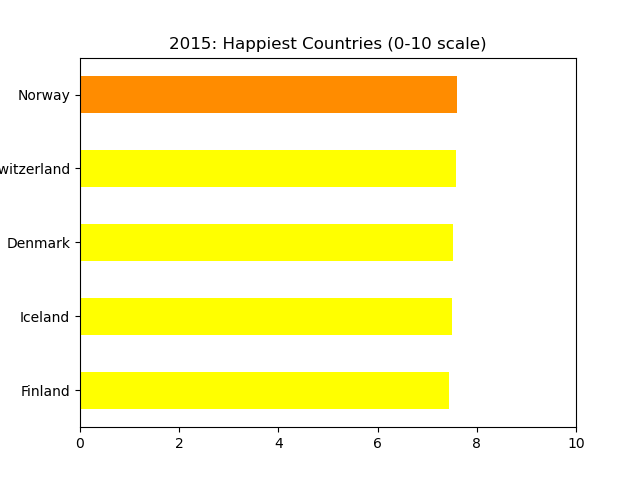 2015: Happiest Countries (0-10 scale)
Norway
witzerland
Denmark
Iceland
Finland
0 2 4 6 8 10